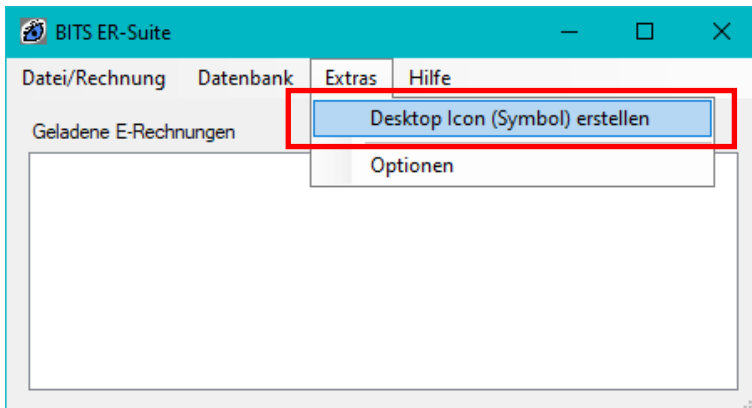 BITS ER-Suite
Datei/Rechnung Datenbank Extras Hilfe
Desktop Icon (Symbol) erstellen
Geladene E-Rechnungen
Optionen